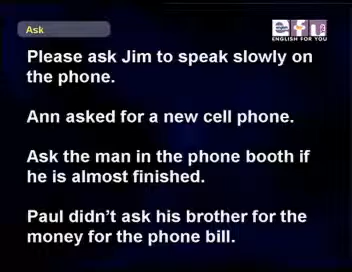 Ask
efu
ENGLISH FOR YOU
Please ask Jim to speak slowly on
the phone.
Ann asked for a new cell phone.
Ask the man in the phone booth if
he is almost finished.
Paul didn't ask his brother for the
money for the phone bill.